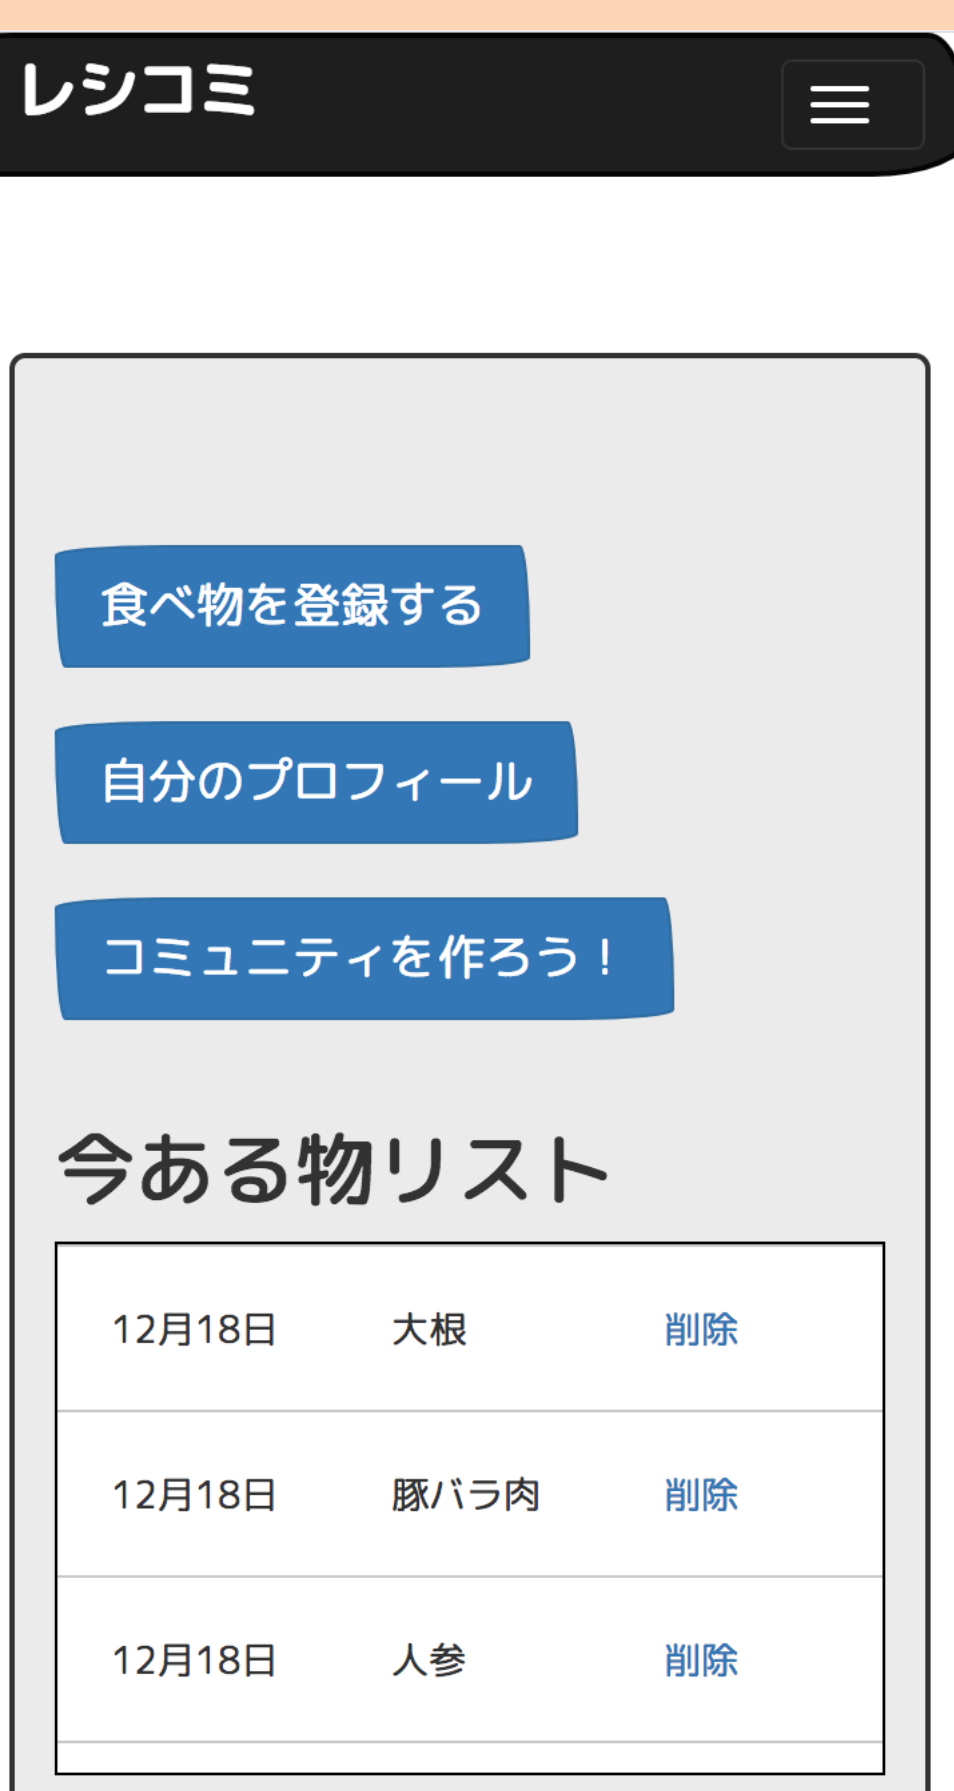 レシコミ
食べ物を登録する
自分のプロフィール
コミュニティを作ろう！
今ある物リスト
12月18日 大根 削除
12月18日 豚バラ肉 削除
12月18日 人参 削除